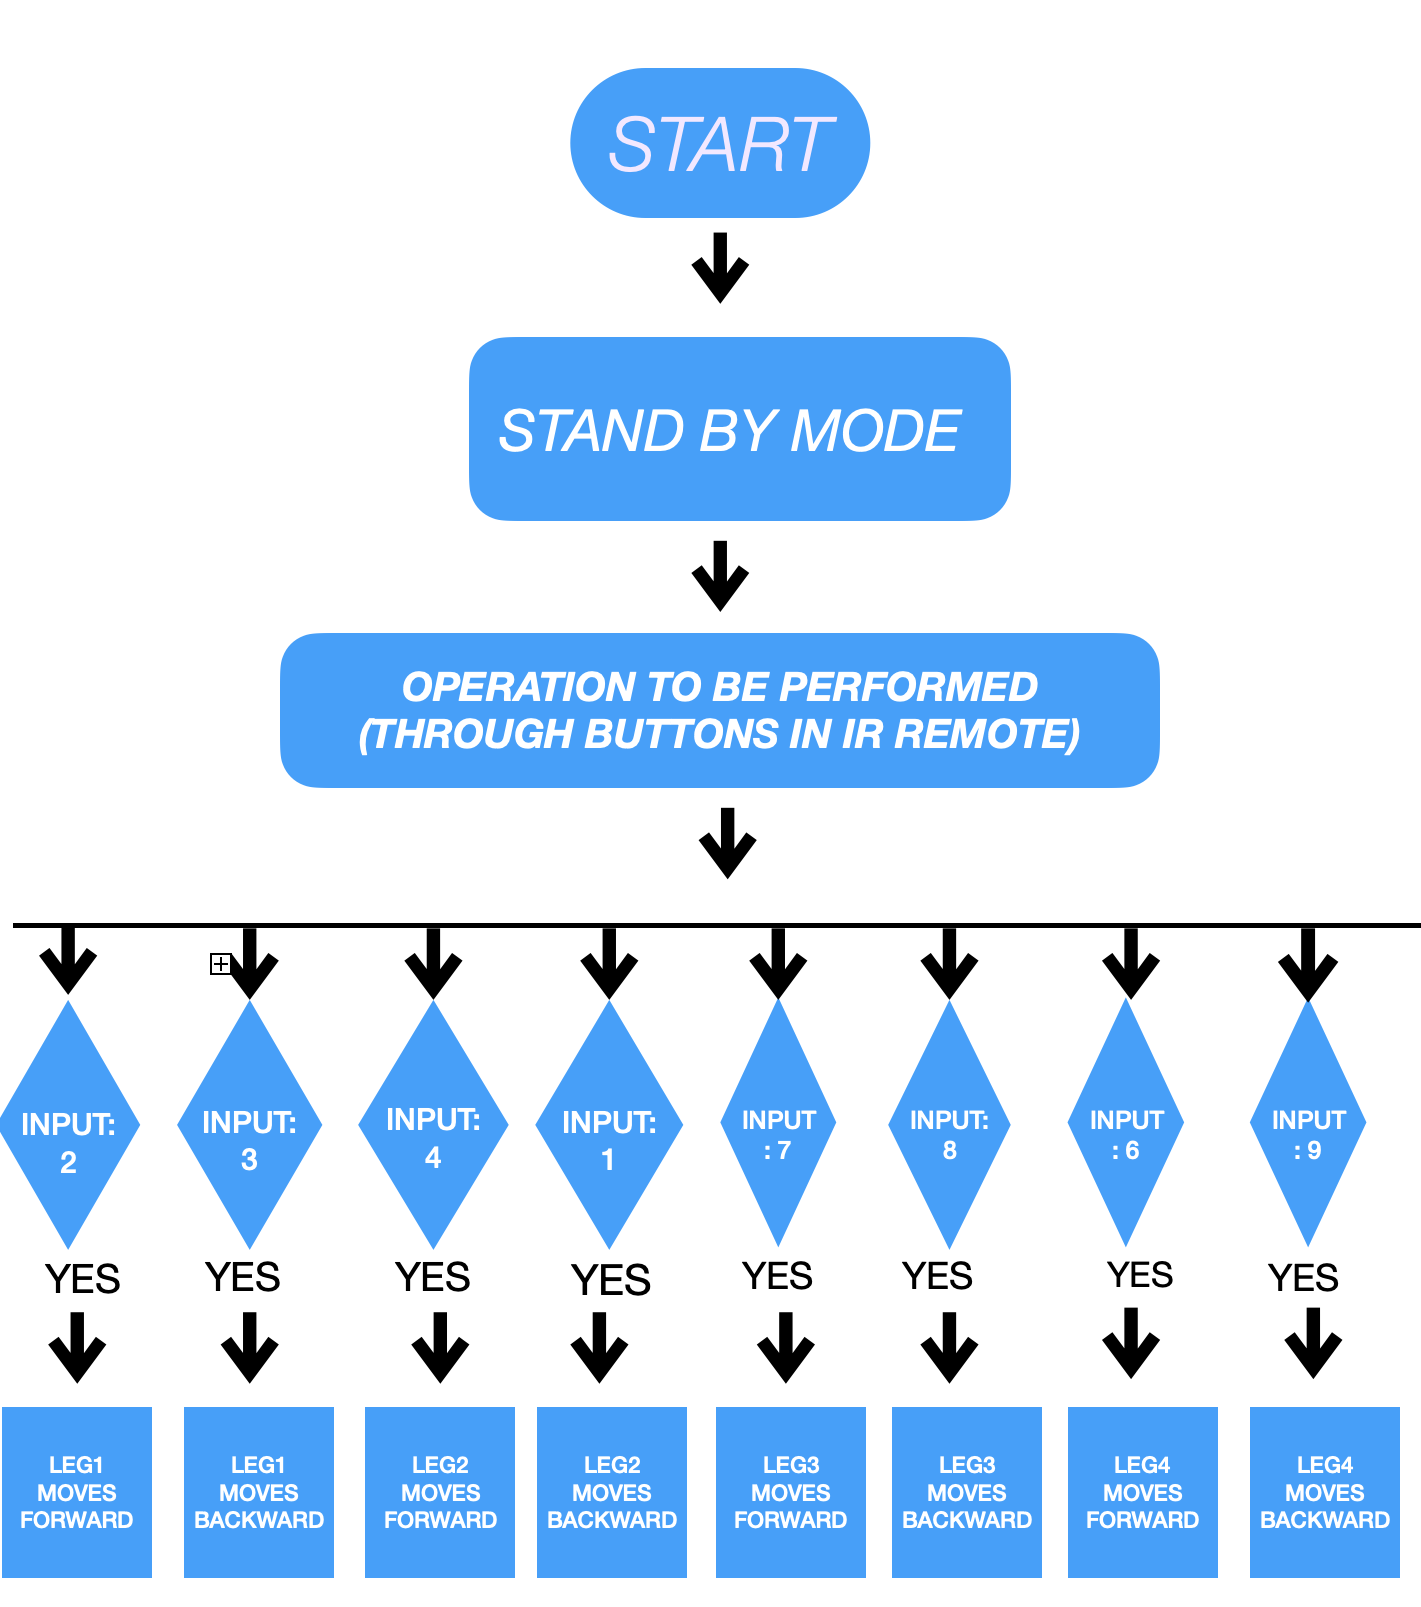 START
STAND BY MODE
OPERATION TO BE PERFORMED
(THROUGH BUTTONS IN IR REMOTE)
INPUT:
2
INPUT:
3
INPUT:
4
INPUT:
1
INPUT
: 7
INPUT:
8
INPUT
: 6
INPUT
: 9
YES
YES
YES
YES
YES
YES
YES
YES
LEG1
MOVES
FORWARD
LEG1
MOVES
BACKWARD
LEG2
MOVES
FORWARD
LEG2
MOVES
BACKWARD
LEG3
MOVES
FORWARD
LEG3
MOVES
BACKWARD
LEG4
MOVES
FORWARD
LEG4
MOVES
BACKWARD